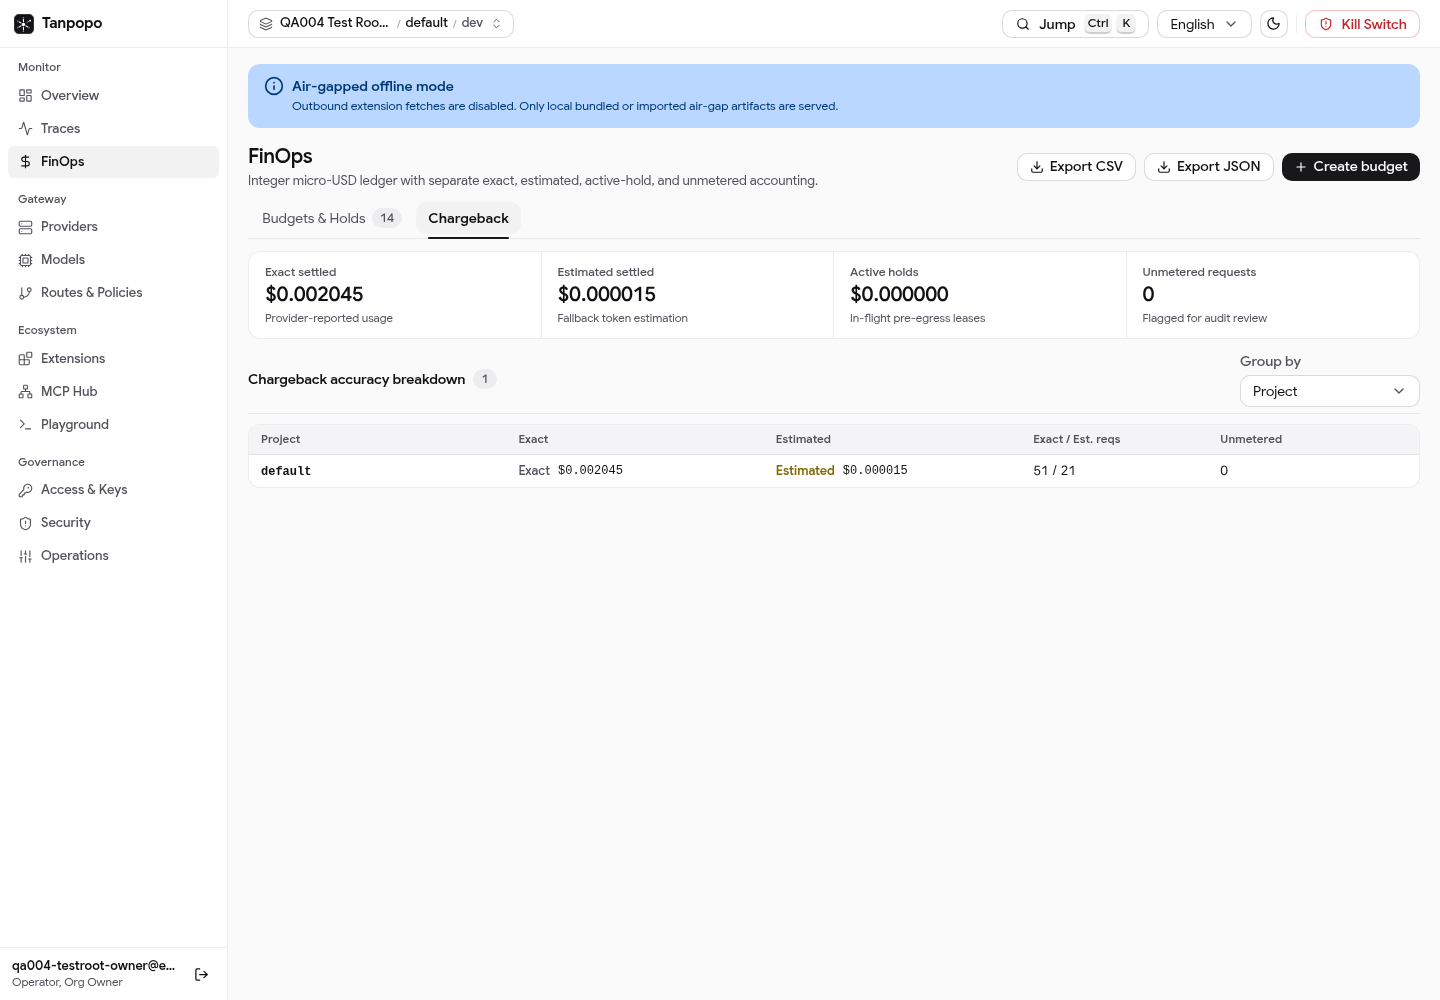 Tanpopo
QA004 Test Roo... / default / dev
Jump Ctrl K
English
Kill Switch
Monitor
Overview
Traces
FinOps
Gateway
Providers
Models
Routes & Policies
Ecosystem
Extensions
MCP Hub
Playground
Governance
Access & Keys
Security
Operations
qa004-testroot-owner@e...
Operator, Org Owner
Air-gapped offline mode
Outbound extension fetches are disabled. Only local bundled or imported air-gap artifacts are served.
FinOps
Integer micro-USD ledger with separate exact, estimated, active-hold, and unmetered accounting.
Export CSV
Export JSON
Create budget
Budgets & Holds 14
Chargeback
Exact settled
$0.002045
Provider-reported usage
Estimated settled
$0.000015
Fallback token estimation
Active holds
$0.000000
In-flight pre-egress leases
Unmetered requests
0
Flagged for audit review
Chargeback accuracy breakdown 1
Group by
Project
Project Exact Estimated Exact / Est. reqs Unmetered
default Exact $0.002045 Estimated $0.000015 51 / 21 0